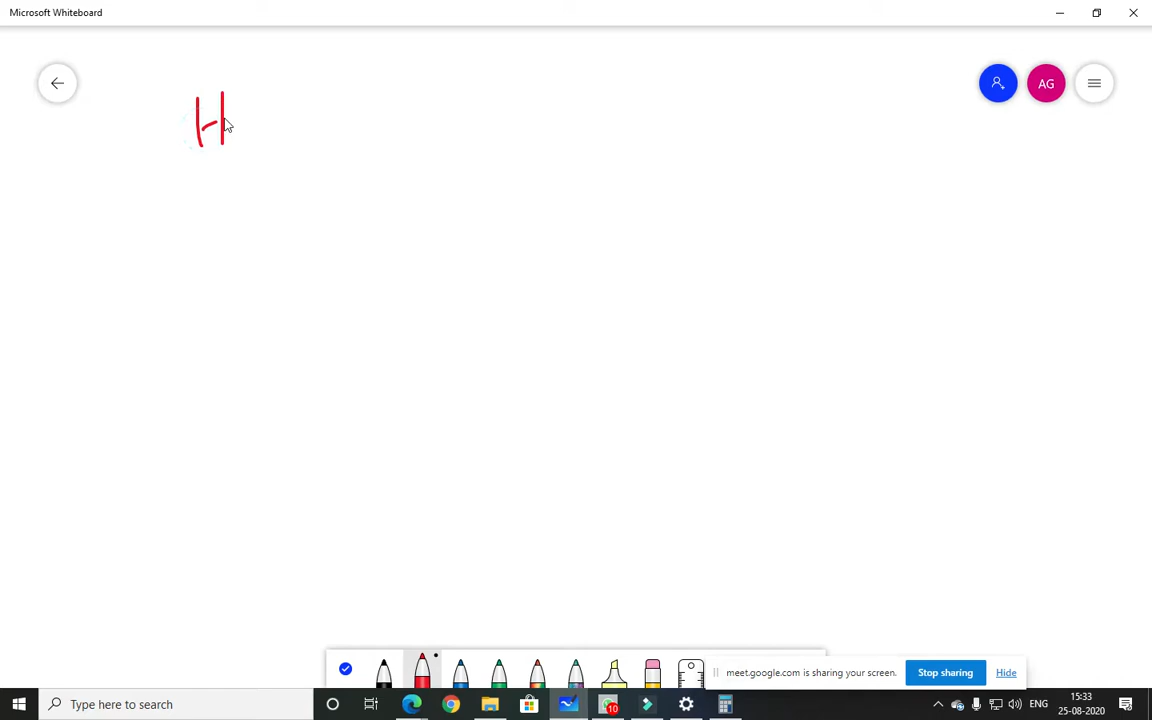 Microsoft Whiteboard
AG
H
meet.google.com is sharing your screen.
Stop sharing
Hide
Type here to search
10
ENG
15:33
25-08-2020